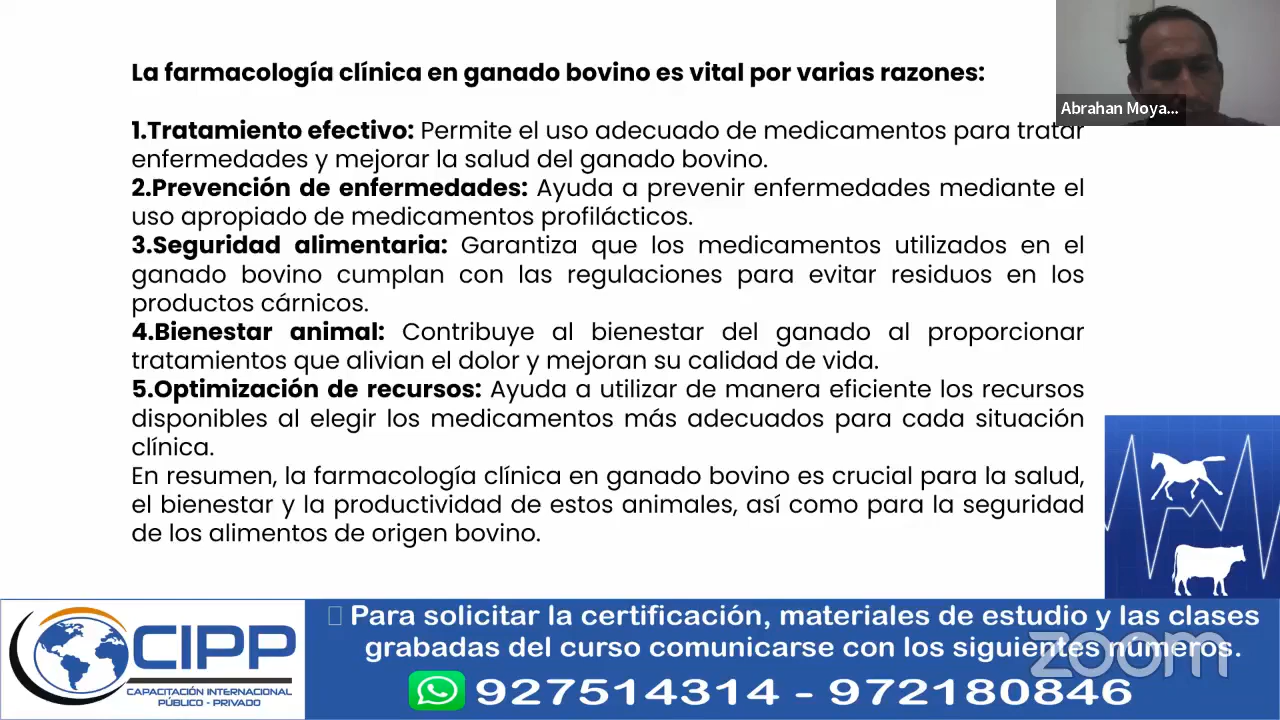 La farmacología clínica en ganado bovino es vital por varias razones:
Abrahan Moya...
1.Tratamiento efectivo: Permite el uso adecuado de medicamentos para tratar
enfermedades y mejorar la salud del ganado bovino.
2.Prevención de enfermedades: Ayuda a prevenir enfermedades mediante el
uso apropiado de medicamentos profilácticos.
3.Seguridad alimentaria: Garantiza que los medicamentos utilizados en el
ganado bovino cumplan con las regulaciones para evitar residuos en los
productos cárnicos.
4.Bienestar animal: Contribuye al bienestar del ganado al proporcionar
tratamientos que alivian el dolor y mejoran su calidad de vida.
5.Optimización de recursos: Ayuda a utilizar de manera eficiente los recursos
disponibles al elegir los medicamentos más adecuados para cada situación
clínica.
En resumen, la farmacología clínica en ganado bovino es crucial para la salud,
el bienestar y la productividad de estos animales, así como para la seguridad
de los alimentos de origen bovino.
CIPP
CAPACITACIÓN INTERNACIONAL
PÚBLICO - PRIVADO
Para solicitar la certificación, materiales de estudio y las clases
grabadas del curso comunicarse con los siguientes números.
927514314 - 972180846
zoom